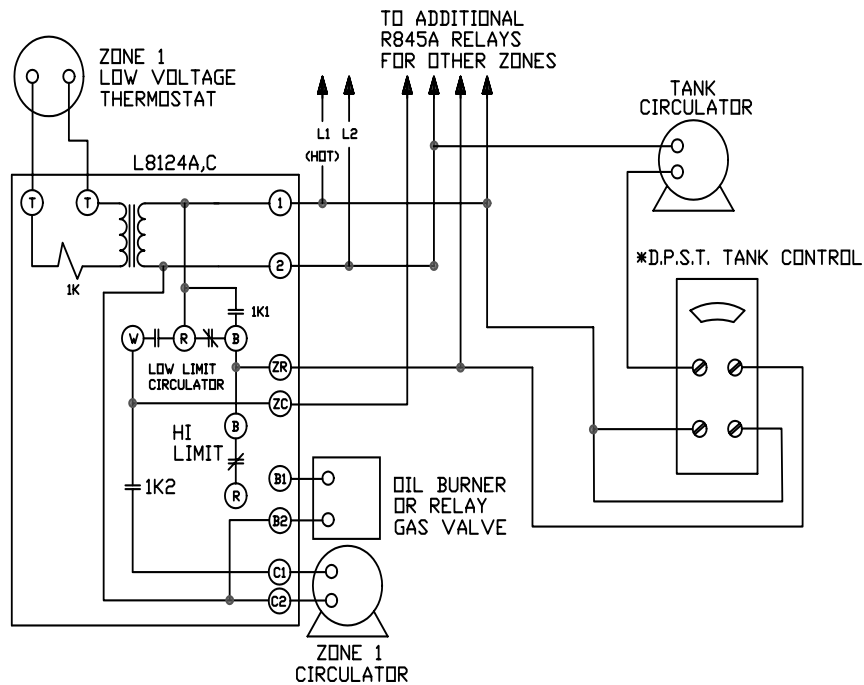 TO ADDITIONAL
R845A RELAYS
FOR OTHER ZONES
ZONE 1
LOW VOLTAGE
THERMOSTAT
TANK
CIRCULATOR
L1 L2
(HOT)
L8124A,C
T T 1
2
1K
*D.P.S.T. TANK CONTROL
1K1
W R B
LOW LIMIT
CIRCULATOR
ZR
ZC
B
HI
LIMIT
R
1K2
B1
B2
OIL BURNER
OR RELAY
GAS VALVE
C1
C2
ZONE 1
CIRCULATOR